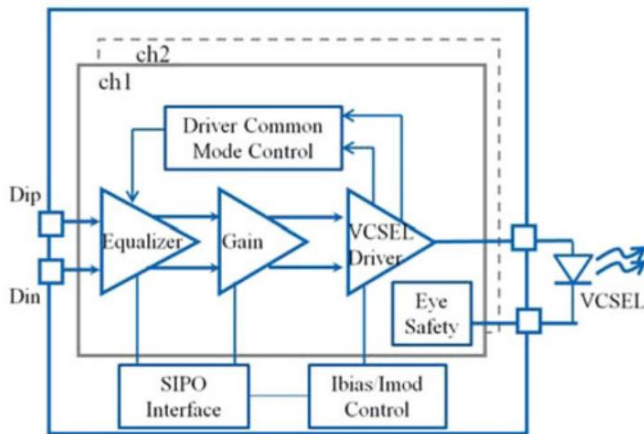 ch2
ch1
Driver Common
Mode Control
Dip
Din
Equalizer
Gain
VCSEL
Driver
Eye
Safety
VCSEL
SIPO
Interface
Ibias/Imod
Control